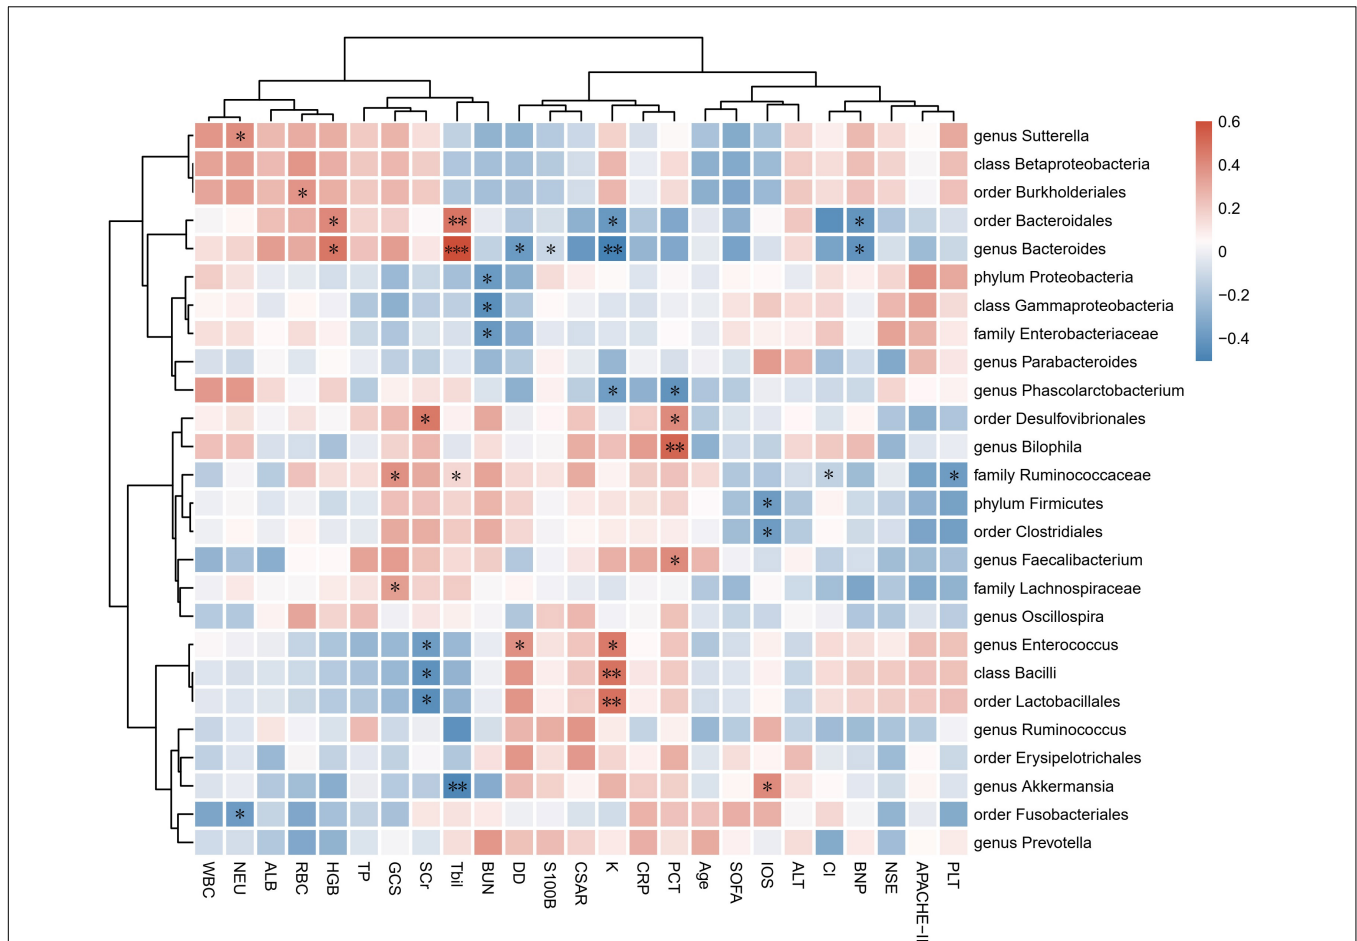 genus Sutterella
class Betaproteobacteria
order Burkholderiales
order Bacteroidales
genus Bacteroides
phylum Proteobacteria
class Gammaproteobacteria
family Enterobacteriaceae
genus Parabacteroides
genus Phascolarctobacterium
order Desulfovibrionales
genus Bilophila
family Ruminococcaceae
phylum Firmicutes
order Clostridiales
genus Faecalibacterium
family Lachnospiraceae
genus Oscillospira
genus Enterococcus
class Bacilli
order Lactobacillales
genus Ruminococcus
order Erysipelotrichales
genus Akkermansia
order Fusobacteriales
genus Prevotella
0.6
0.4
0.2
0
−0.2
−0.4
* 
*
* ** * *
* *** * * ** *
*
*
*
* *
* *
**
* * * *
*
*
*
*
* * *
* **
* **
** *
*
WBC NEU ALB RBC HGB TP GCS SCr Tbil BUN DD S100B CSAR K CRP PCT Age SOFA IOS ALT Cl BNP NSE APACHE−II PLT